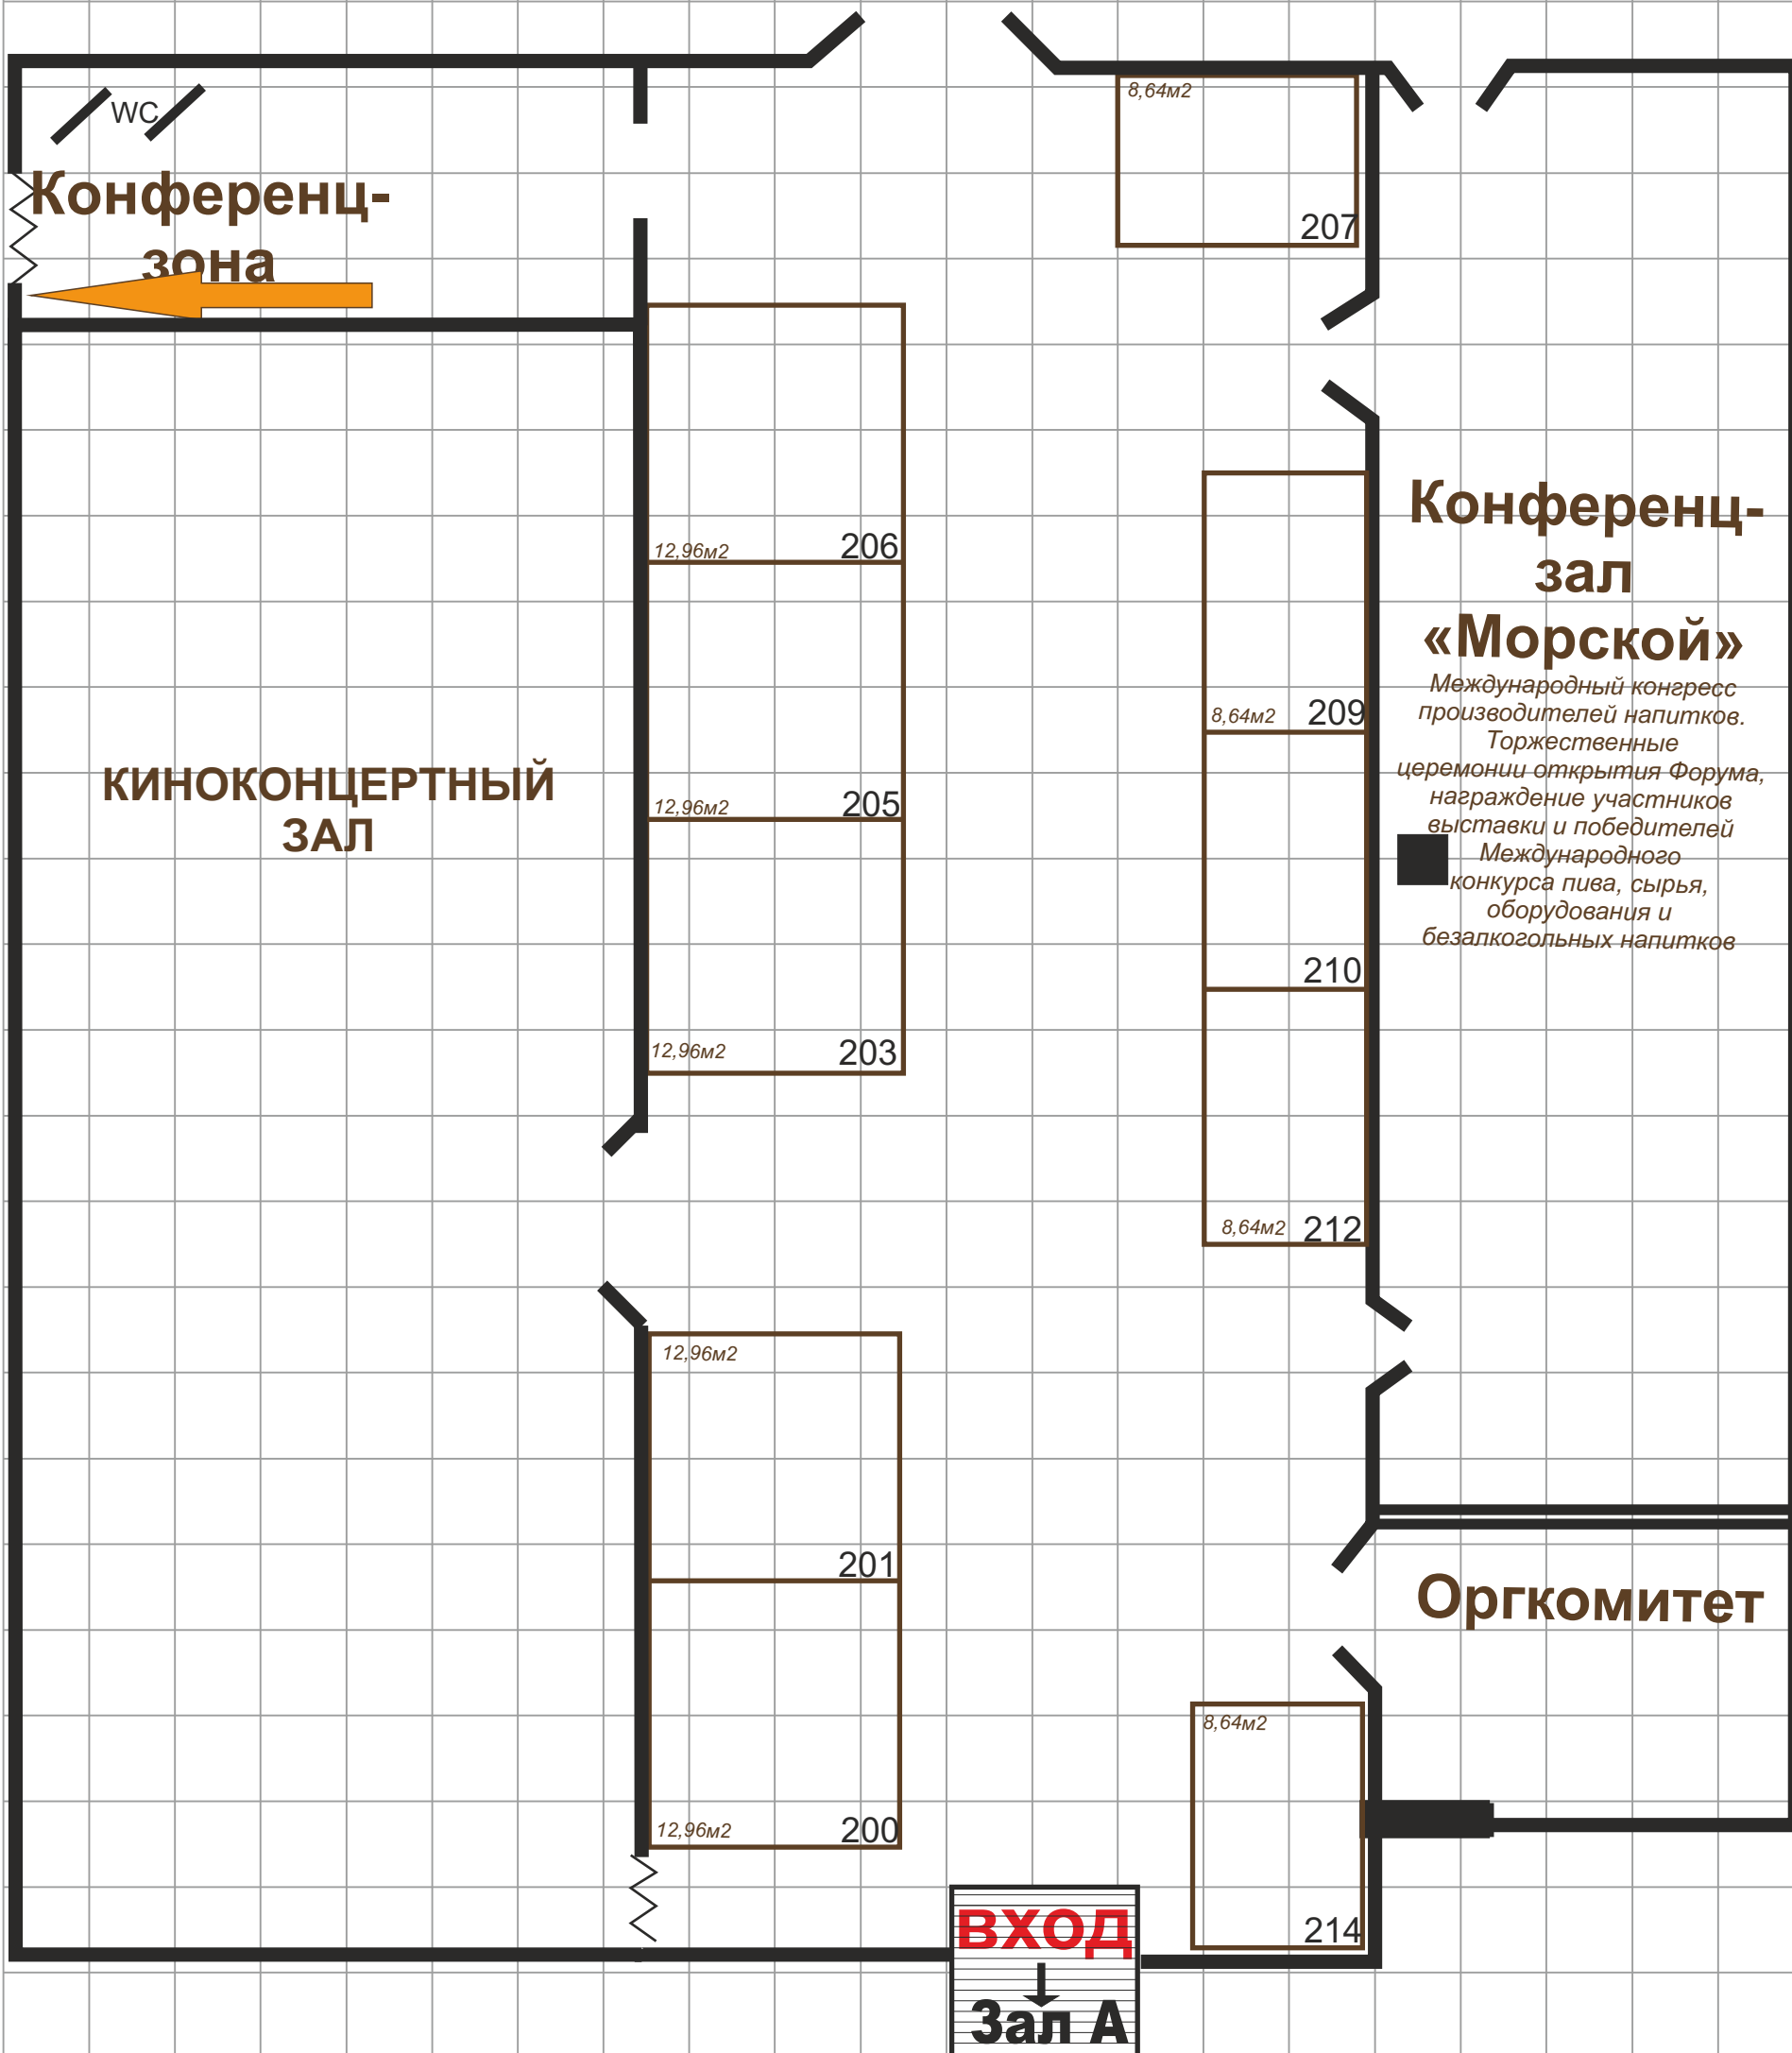 WC
Конференц-
зона
8,64м2
207
12,96м2
206
Конференц-
зал
«Морской»
Международный конгресс
производителей напитков.
Торжественные
церемонии открытия Форума,
награждение участников
выставки и победителей
Международного
конкурса пива, сырья,
оборудования и
безалкогольных напитков
8,64м2
209
КИНОКОНЦЕРТНЫЙ
ЗАЛ
12,96м2
205
210
12,96м2
203
8,64м2
212
12,96м2
201
Оргкомитет
8,64м2
12,96м2
200
214
ВХОД
Зал А